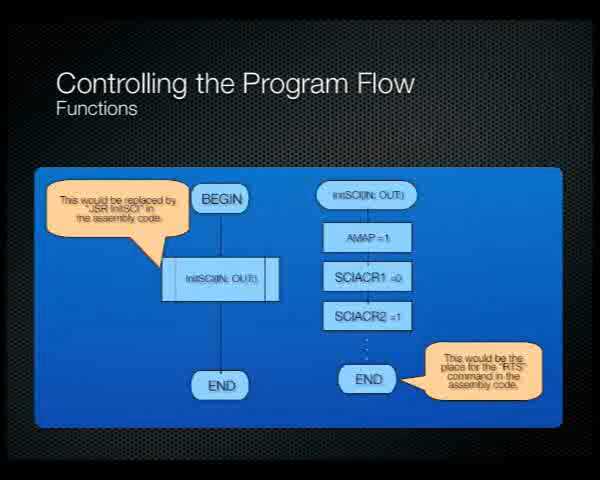 Controlling the Program Flow
Functions
This would be replaced by
"JSR InitSCI" in
the assembly code.
BEGIN
InitSCI(IN; OUT)
END
InitSCI(IN; OUT)
AMAP =1
SCIACR1 =0
SCIACR2 =1
END
This would be the
place for the "RTS"
command in the
assembly code.